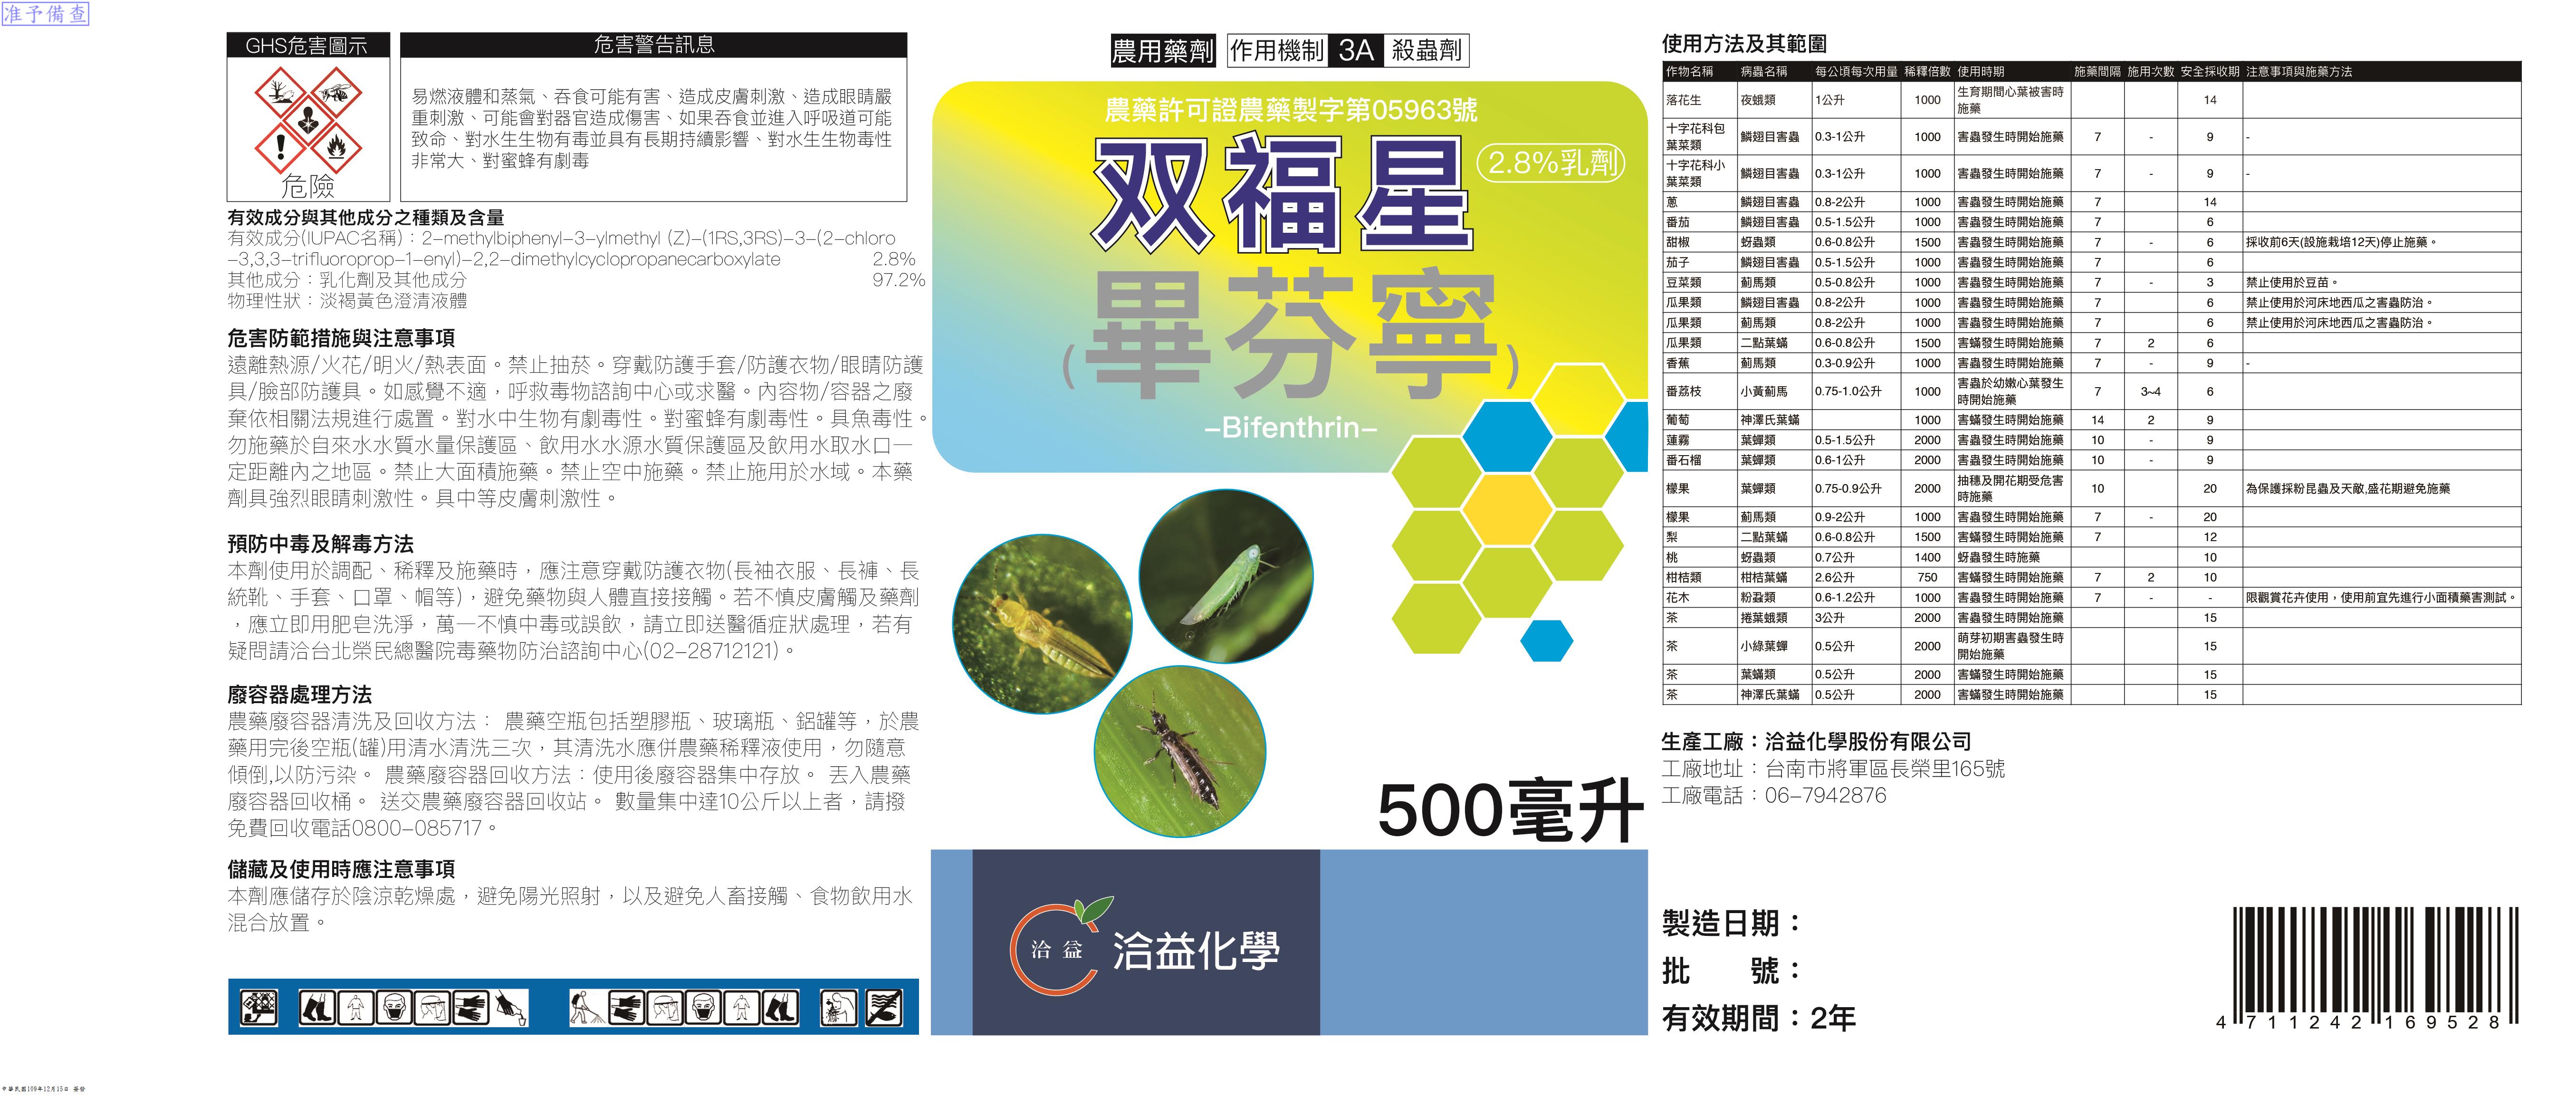 准予備查
GHS危害圖示
危險
危害警告訊息
易燃液體和蒸氣、吞食可能有害、造成皮膚刺激、造成眼睛嚴
重刺激、可能會對器官造成傷害、如果吞食並進入呼吸道可能
致命、對水生生物有毒並具有長期持續影響、對水生生物毒性
非常大、對蜜蜂有劇毒
有效成分與其他成分之種類及含量
有效成分(IUPAC名稱)：2-methylbiphenyl-3-ylmethyl (Z)-(1RS,3RS)-3-(2-chloro
-3,3,3-trifluoroprop-1-enyl)-2,2-dimethylcyclopropanecarboxylate 2.8%
其他成分：乳化劑及其他成分 97.2%
物理性狀：淡褐黃色澄清液體
危害防範措施與注意事項
遠離熱源/火花/明火/熱表面。禁止抽菸。穿戴防護手套/防護衣物/眼睛防護
具/臉部防護具。如感覺不適，呼救毒物諮詢中心或求醫。內容物/容器之廢
棄依相關法規進行處置。對水中生物有劇毒性。對蜜蜂有劇毒性。具魚毒性。
勿施藥於自來水水質水量保護區、飲用水水源水質保護區及飲用水取水口一
定距離內之地區。禁止大面積施藥。禁止空中施藥。禁止施用於水域。本藥
劑具強烈眼睛刺激性。具中等皮膚刺激性。
預防中毒及解毒方法
本劑使用於調配、稀釋及施藥時，應注意穿戴防護衣物(長袖衣服、長褲、長
統靴、手套、口罩、帽等)，避免藥物與人體直接接觸。若不慎皮膚觸及藥劑
，應立即用肥皂洗淨，萬一不慎中毒或誤飲，請立即送醫循症狀處理，若有
疑問請洽台北榮民總醫院毒藥物防治諮詢中心(02-28712121)。
廢容器處理方法
農藥廢容器清洗及回收方法： 農藥空瓶包括塑膠瓶、玻璃瓶、鋁罐等，於農
藥用完後空瓶(罐)用清水清洗三次，其清洗水應併農藥稀釋液使用，勿隨意
傾倒,以防污染。 農藥廢容器回收方法：使用後廢容器集中存放。 丟入農藥
廢容器回收桶。 送交農藥廢容器回收站。 數量集中達10公斤以上者，請撥
免費回收電話0800-085717。
儲藏及使用時應注意事項
本劑應儲存於陰涼乾燥處，避免陽光照射，以及避免人畜接觸、食物飲用水
混合放置。
農用藥劑 作用機制 3A 殺蟲劑
農藥許可證農藥製字第05963號
双福星
2.8%乳劑
(畢芬寧)
-Bifenthrin-
500毫升
洽益
洽益化學
使用方法及其範圍
作物名稱 病蟲名稱 每公頃每次用量 稀釋倍數 使用時期 施藥間隔 施用次數 安全採收期 注意事項與施藥方法
落花生 夜蛾類 1公升 1000 生育期間心葉被害時施藥 14
十字花科包葉菜類 鱗翅目害蟲 0.3-1公升 1000 害蟲發生時開始施藥 7 - 9 -
十字花科小葉菜類 鱗翅目害蟲 0.3-1公升 1000 害蟲發生時開始施藥 7 - 9 -
蔥 鱗翅目害蟲 0.8-2公升 1000 害蟲發生時開始施藥 7 14
番茄 鱗翅目害蟲 0.5-1.5公升 1000 害蟲發生時開始施藥 7 6
甜椒 蚜蟲類 0.6-0.8公升 1500 害蟲發生時開始施藥 7 - 6 採收前6天(設施栽培12天)停止施藥。
茄子 鱗翅目害蟲 0.5-1.5公升 1000 害蟲發生時開始施藥 7 6
豆菜類 薊馬類 0.5-0.8公升 1000 害蟲發生時開始施藥 7 - 3 禁止使用於豆苗。
瓜果類 鱗翅目害蟲 0.8-2公升 1000 害蟲發生時開始施藥 7 6 禁止使用於河床地西瓜之害蟲防治。
瓜果類 薊馬類 0.8-2公升 1000 害蟲發生時開始施藥 7 6 禁止使用於河床地西瓜之害蟲防治。
瓜果類 二點葉蟎 0.6-0.8公升 1500 害蟎發生時開始施藥 7 2 6
香蕉 薊馬類 0.3-0.9公升 1000 害蟲發生時開始施藥 7 - 9 -
番荔枝 小黃薊馬 0.75-1.0公升 1000 害蟲於幼嫩心葉發生時開始施藥 7 3~4 6
葡萄 神澤氏葉蟎 1000 害蟎發生時開始施藥 14 2 9
蓮霧 葉蟬類 0.5-1.5公升 2000 害蟲發生時開始施藥 10 - 9
番石榴 葉蟬類 0.6-1公升 2000 害蟲發生時開始施藥 10 - 9
檬果 葉蟬類 0.75-0.9公升 2000 抽穗及開花期受危害時施藥 10 20 為保護採粉昆蟲及天敵,盛花期避免施藥
檬果 薊馬類 0.9-2公升 1000 害蟲發生時開始施藥 7 - 20
梨 二點葉蟎 0.6-0.8公升 1500 害蟎發生時開始施藥 7 12
桃 蚜蟲類 0.7公升 1400 蚜蟲發生時施藥 10
柑桔類 柑桔葉蟎 2.6公升 750 害蟎發生時開始施藥 7 2 10
花木 粉蝨類 0.6-1.2公升 1000 害蟲發生時開始施藥 7 - - 限觀賞花卉使用，使用前宜先進行小面積藥害測試。
茶 捲葉蛾類 3公升 2000 害蟲發生時開始施藥 15
茶 小綠葉蟬 0.5公升 2000 萌芽初期害蟲發生時開始施藥 15
茶 葉蟎類 0.5公升 2000 害蟎發生時開始施藥 15
茶 神澤氏葉蟎 0.5公升 2000 害蟎發生時開始施藥 15
生產工廠：洽益化學股份有限公司
工廠地址：台南市將軍區長榮里165號
工廠電話：06-7942876
製造日期：
批 號：
有效期間：2年
4 711242 169528
中華民國109年12月15日 簽發